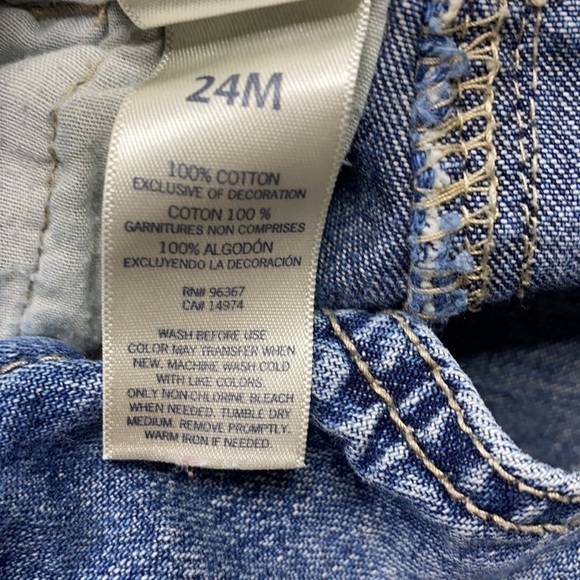 24M
100% COTTON
EXCLUSIVE OF DECORATION
COTON 100 %
GARNITURES NON COMPRISES
100% ALGODÓN
EXCLUYENDO LA DECORACIÓN
RN# 96367
CA# 14974
WASH BEFORE USE
COLOR MAY TRANSFER WHEN
NEW. MACHINE WASH COLD
WITH LIKE COLORS.
ONLY NON-CHLORINE BLEACH
WHEN NEEDED. TUMBLE DRY
MEDIUM. REMOVE PROMPTLY.
WARM IRON IF NEEDED.